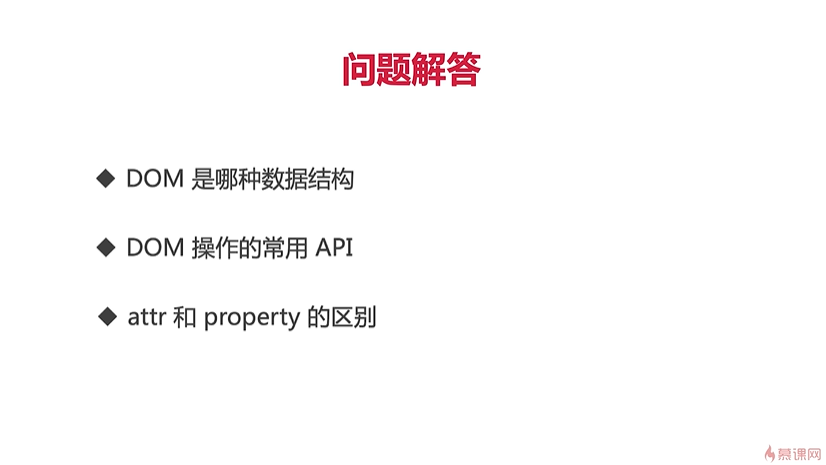 问题解答
◆ DOM 是哪种数据结构
◆ DOM 操作的常用 API
◆ attr 和 property 的区别
慕课网